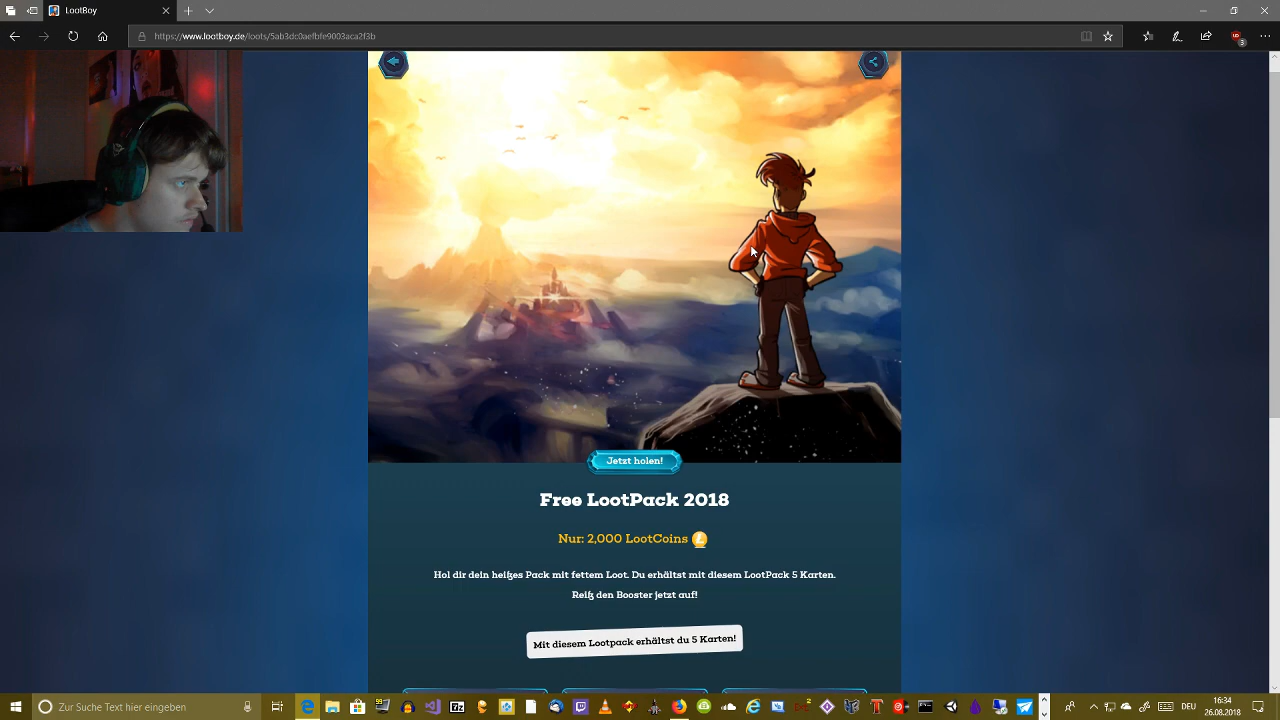 LootBoy
https://www.lootboy.de/loots/5ab3dc0aefbfe9003aca2f3b
3
Jetzt holen!
Free LootPack 2018
Nur: 2,000 LootCoins L
Hol dir dein heißes Pack mit fettem Loot. Du erhältst mit diesem LootPack 5 Karten.
Reiß den Booster jetzt auf!
Mit diesem Lootpack erhältst du 5 Karten!
Zur Suche Text hier eingeben
16:34
26.08.2018